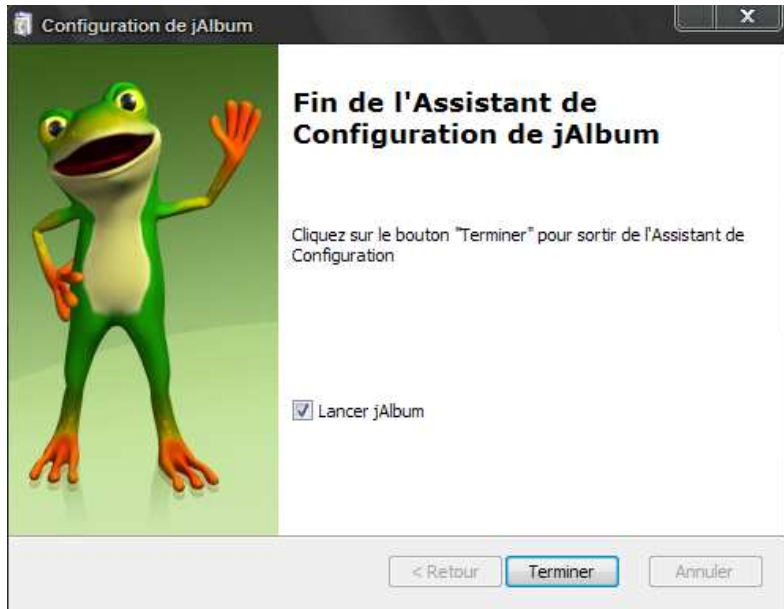 Configuration de jAlbum
Fin de l'Assistant de
Configuration de jAlbum
Cliquez sur le bouton "Terminer" pour sortir de l'Assistant de
Configuration
Lancer jAlbum
< Retour
Terminer
Annuler